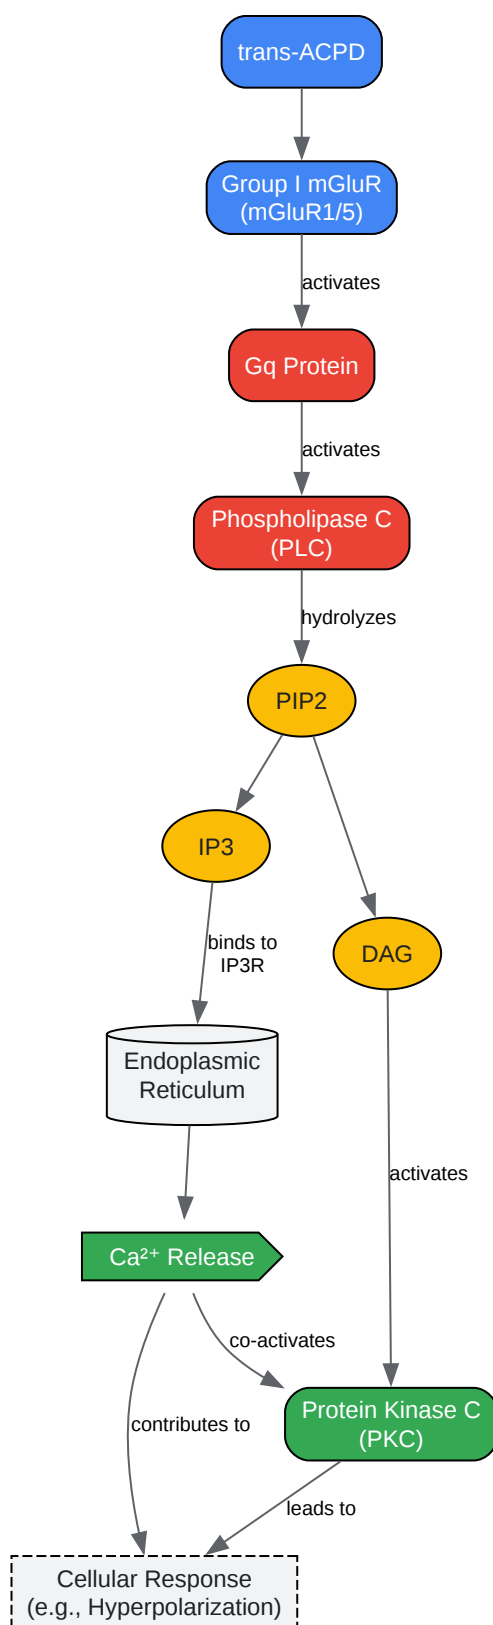 trans-ACPD
Group I mGluR
(mGluR1/5)
activates
Gq Protein
activates
Phospholipase C
(PLC)
hydrolyzes
PIP2
IP3
binds to
IP3R
DAG
Endoplasmic
Reticulum
activates
Ca²⁺ Release
co-activates
Protein Kinase C
(PKC)
contributes to
leads to
Cellular Response
(e.g., Hyperpolarization)